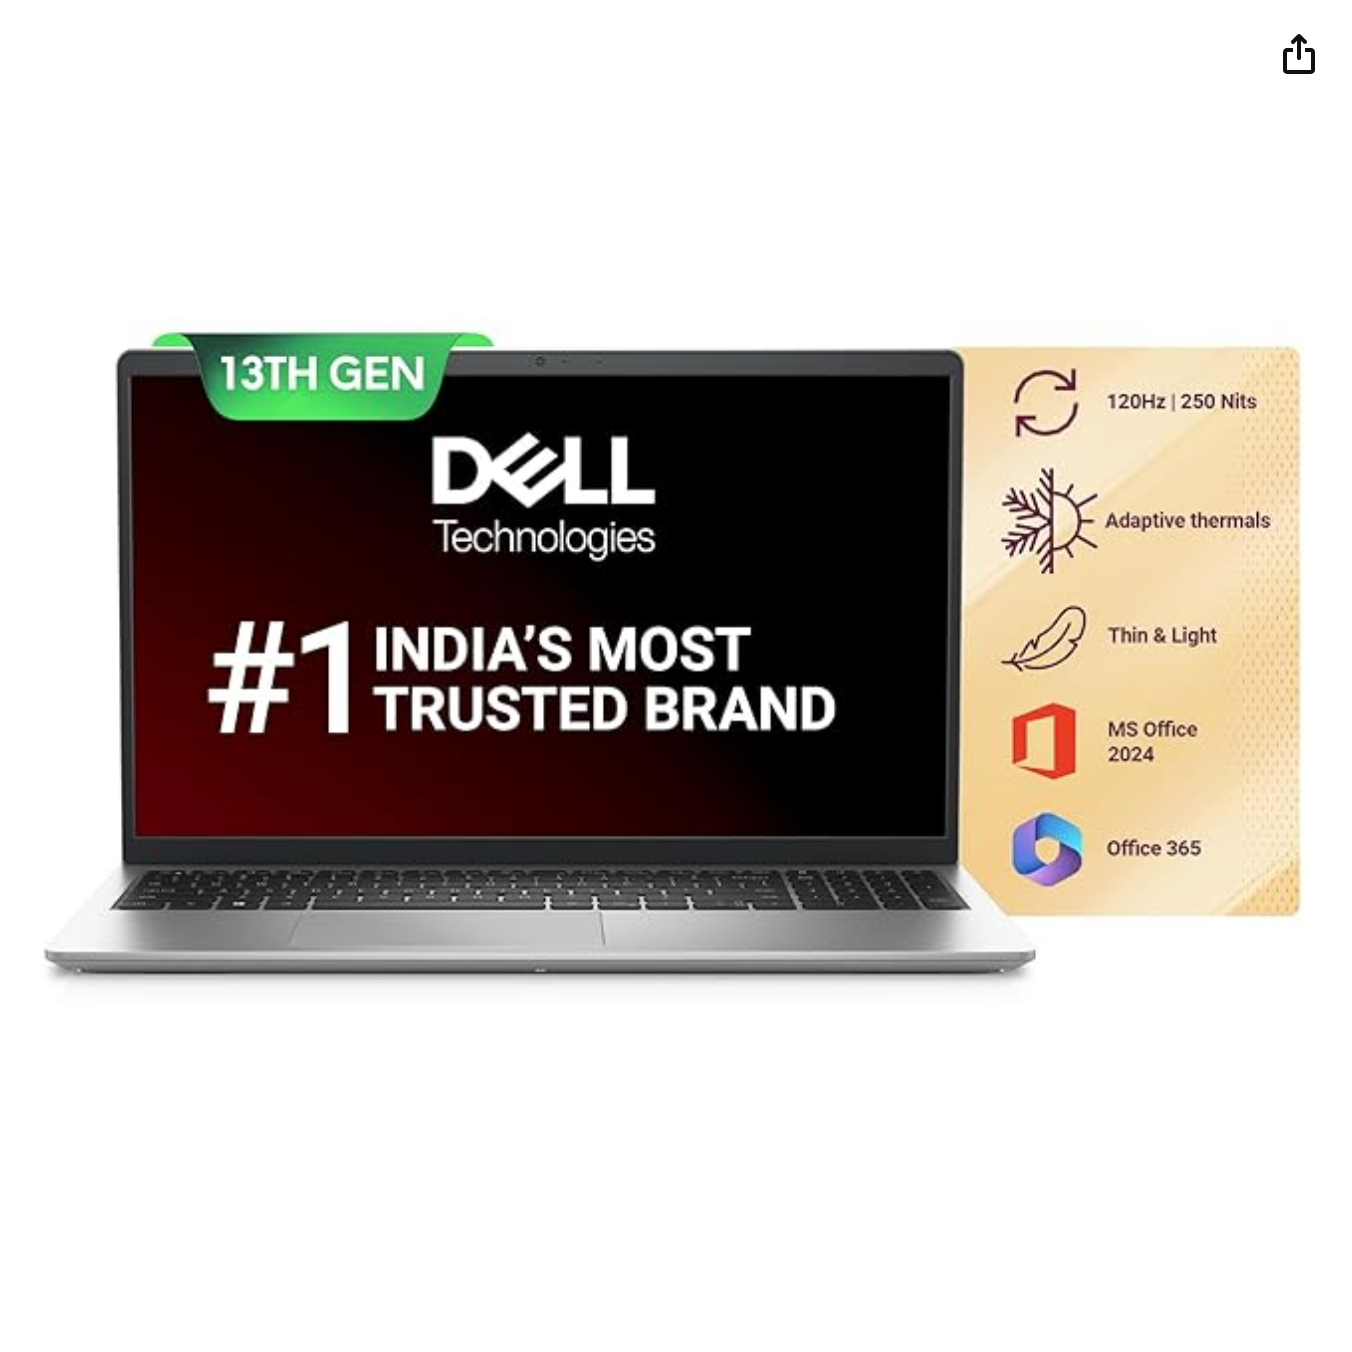 13TH GEN
DELL
Technologies
#1 INDIA'S MOST
TRUSTED BRAND
120Hz | 250 Nits
Adaptive thermals
Thin & Light
MS Office
2024
Office 365